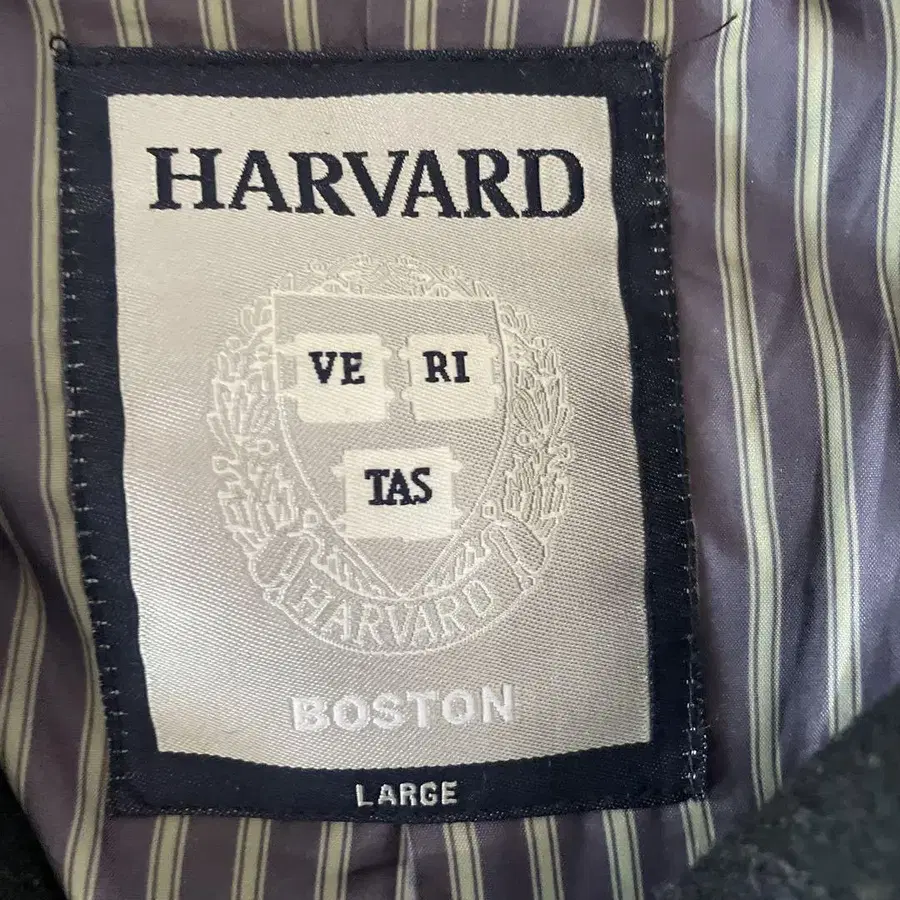 HARVARD
VE RI
TAS
HARVARD
BOSTON
LARGE